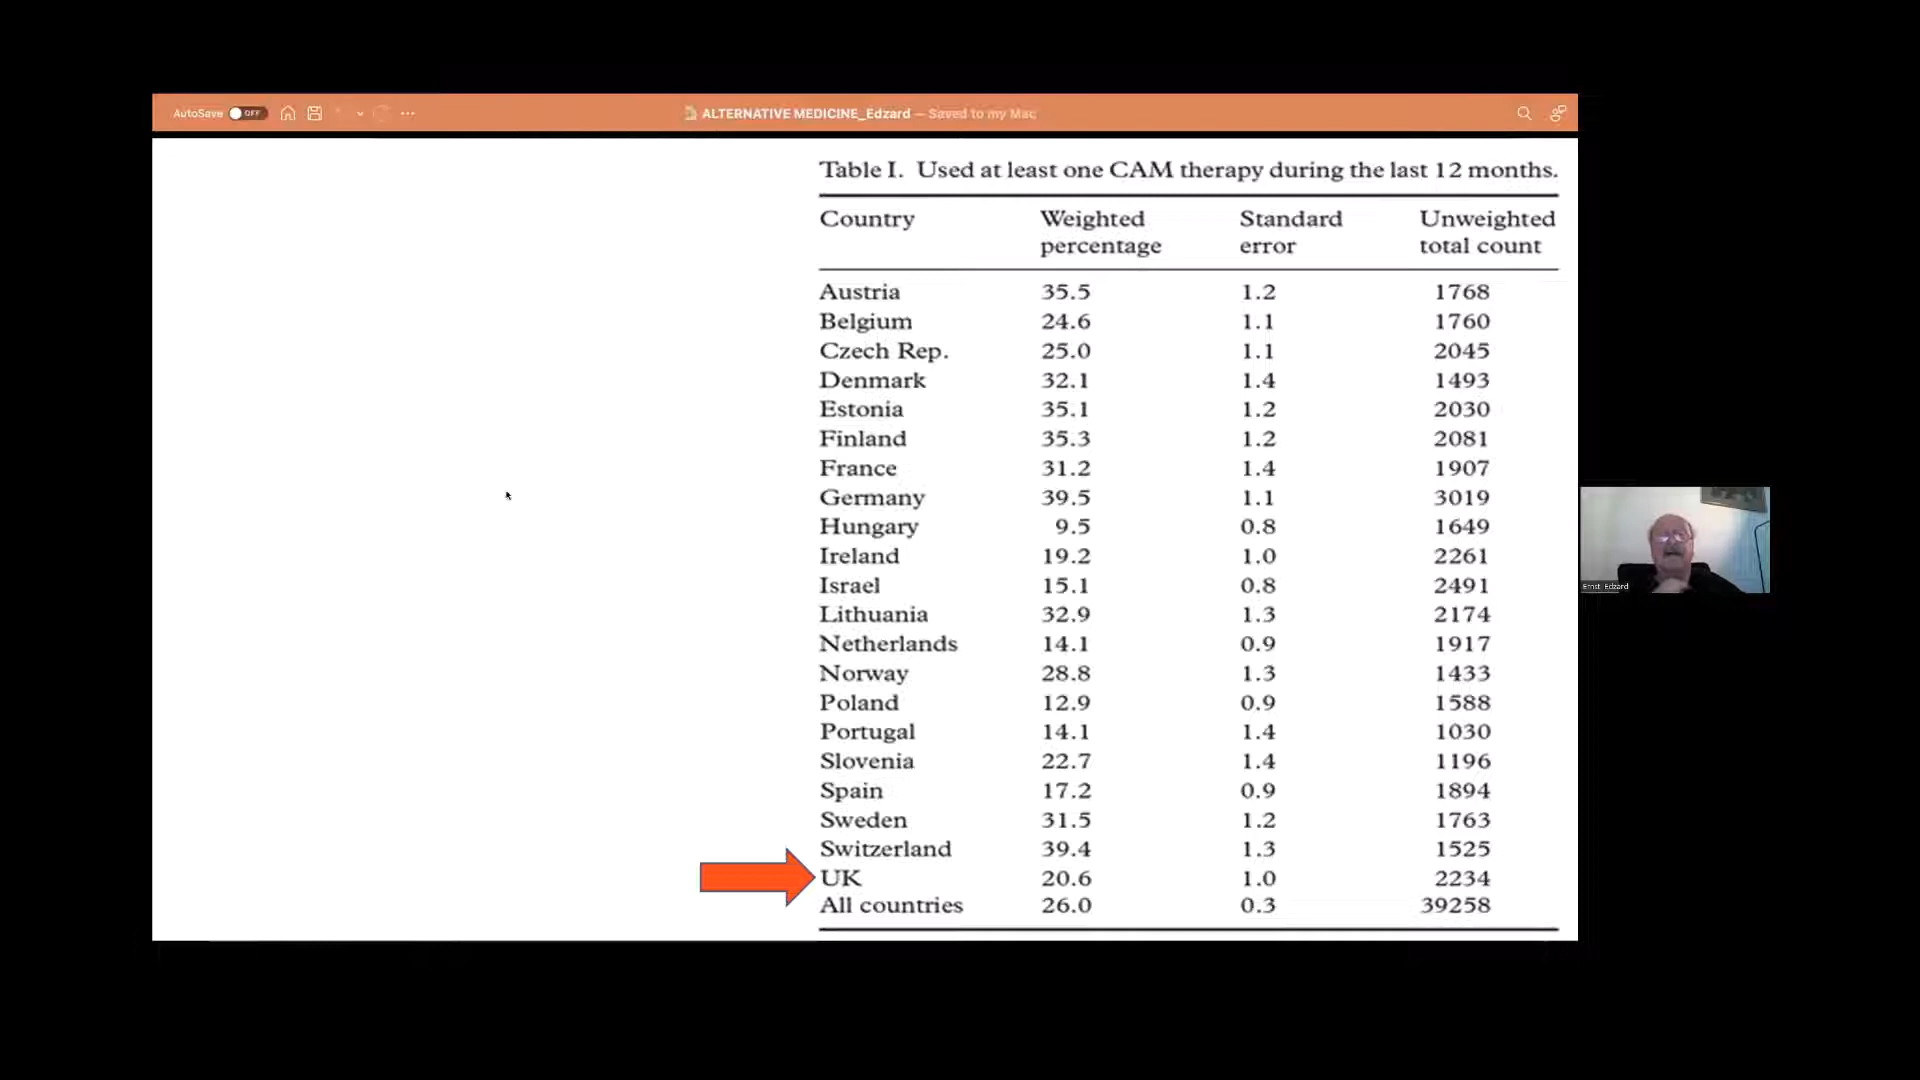 AutoSave OFF ALTERNATIVE MEDICINE_Edzard — Saved to my Mac
Table I. Used at least one CAM therapy during the last 12 months.
Country Weighted percentage Standard error Unweighted total count
Austria 35.5 1.2 1768
Belgium 24.6 1.1 1760
Czech Rep. 25.0 1.1 2045
Denmark 32.1 1.4 1493
Estonia 35.1 1.2 2030
Finland 35.3 1.2 2081
France 31.2 1.4 1907
Germany 39.5 1.1 3019
Hungary 9.5 0.8 1649
Ireland 19.2 1.0 2261
Israel 15.1 0.8 2491
Lithuania 32.9 1.3 2174
Netherlands 14.1 0.9 1917
Norway 28.8 1.3 1433
Poland 12.9 0.9 1588
Portugal 14.1 1.4 1030
Slovenia 22.7 1.4 1196
Spain 17.2 0.9 1894
Sweden 31.5 1.2 1763
Switzerland 39.4 1.3 1525
UK 20.6 1.0 2234
All countries 26.0 0.3 39258
Ernst Edzard